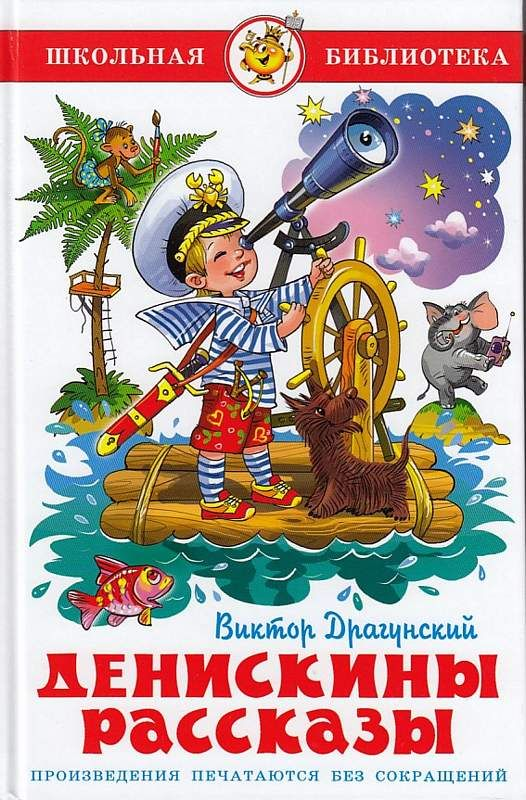 ШКОЛЬНАЯ БИБЛИОТЕКА
Виктор Драгунский
ДЕНИСКИНЫ
РАССКАЗЫ
ПРОИЗВЕДЕНИЯ ПЕЧАТАЮТСЯ БЕЗ СОКРАЩЕНИЙ